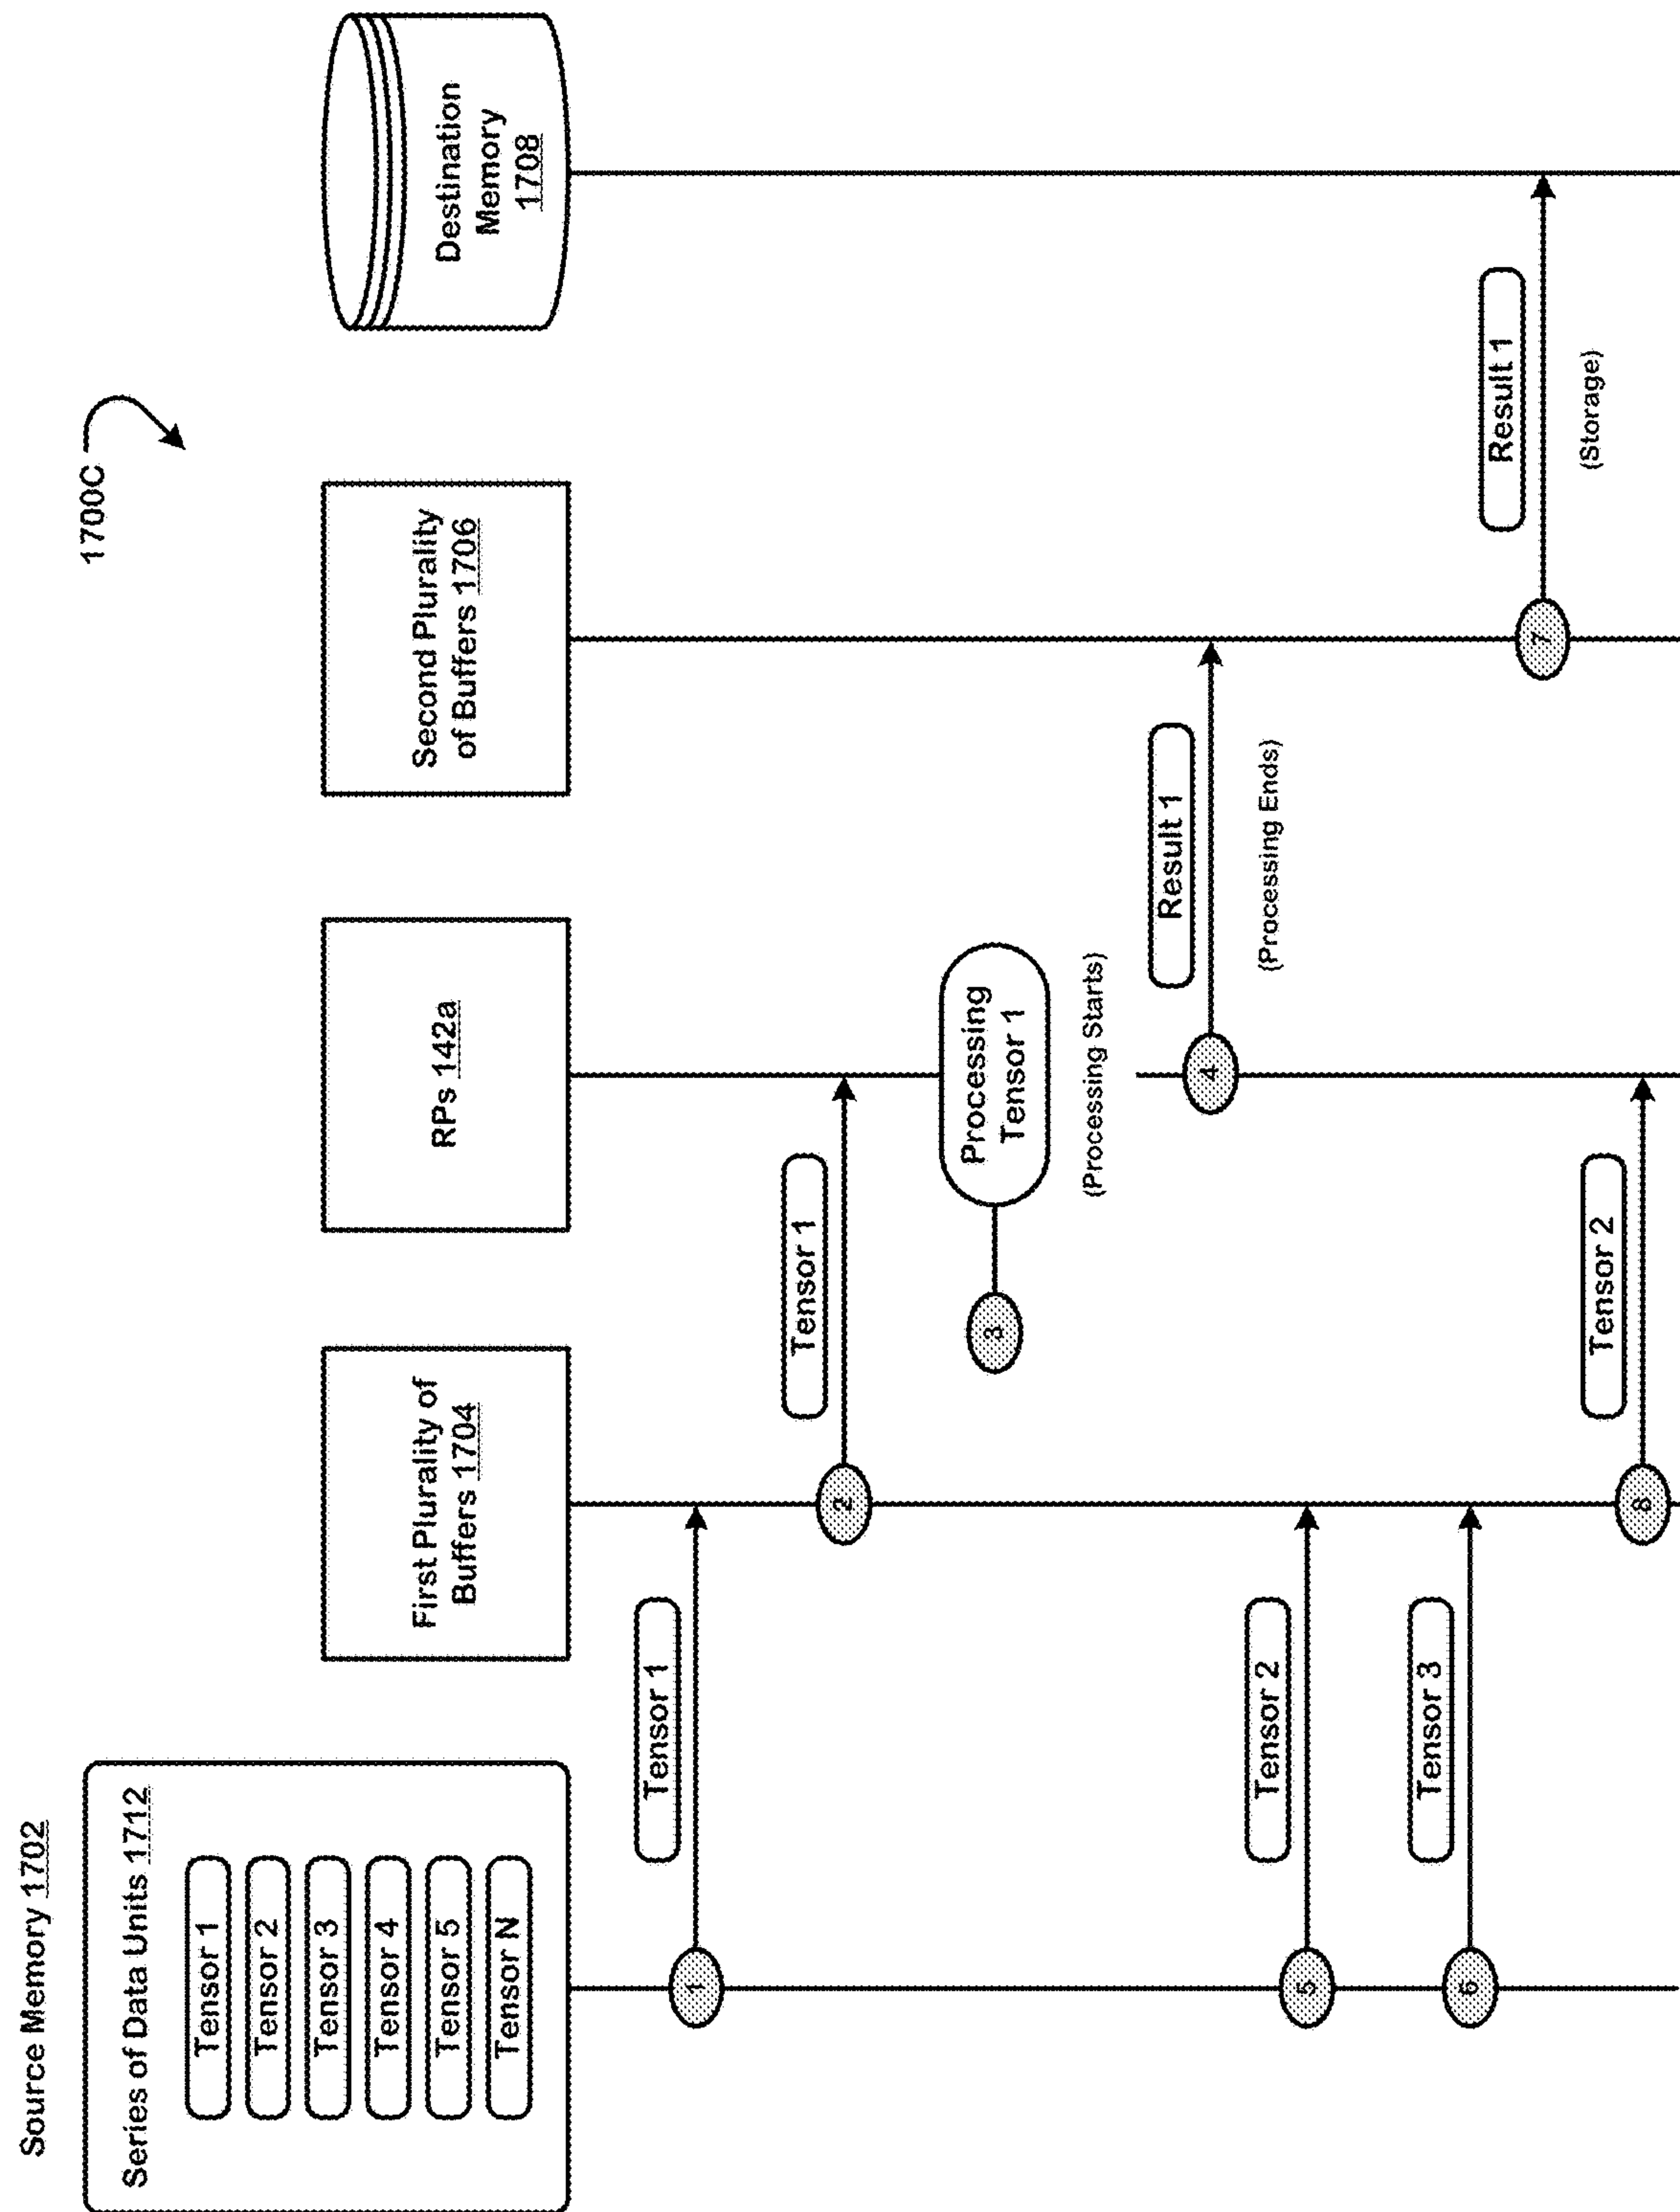 1700C
Source Memory 1702
Series of Data Units 1712
Tensor 1
Tensor 2
Tensor 3
Tensor 4
Tensor 5
Tensor N
First Plurality of
Buffers 1704
RPs 142a
Second Plurality
of Buffers 1706
Destination
Memory
1708
Tensor 1
1
Tensor 1
2
3
Processing
Tensor 1
(Processing Starts)
Result 1
4
(Processing Ends)
Tensor 2
5
Tensor 3
6
Result 1
7
(Storage)
Tensor 2
8